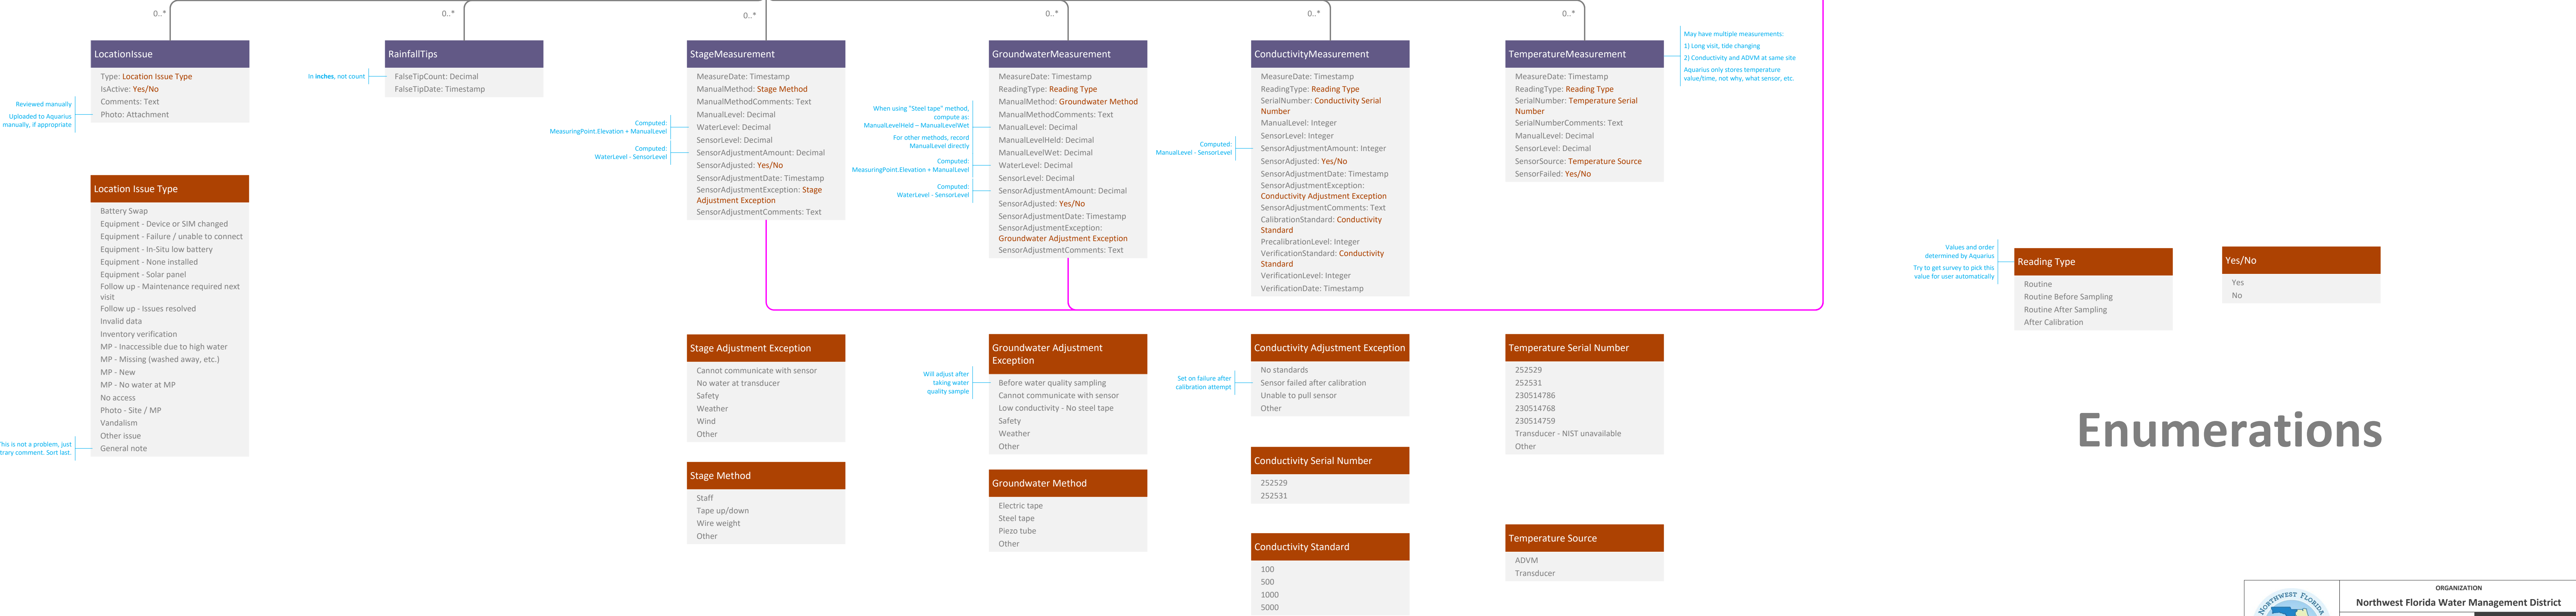 0..*
0..*
0..*
0..*
0..*
0..*
LocationIssue
Type: Location Issue Type
IsActive: Yes/No
Comments: Text
Photo: Attachment
Reviewed manually
Uploaded to Aquarius
manually, if appropriate
RainfallTips
FalseTipCount: Decimal
FalseTipDate: Timestamp
In inches, not count
StageMeasurement
MeasureDate: Timestamp
ManualMethod: Stage Method
ManualMethodComments: Text
ManualLevel: Decimal
WaterLevel: Decimal
SensorLevel: Decimal
SensorAdjustmentAmount: Decimal
SensorAdjusted: Yes/No
SensorAdjustmentDate: Timestamp
SensorAdjustmentException: Stage
Adjustment Exception
SensorAdjustmentComments: Text
Computed:
MeasuringPoint.Elevation + ManualLevel
Computed:
WaterLevel - SensorLevel
GroundwaterMeasurement
MeasureDate: Timestamp
ReadingType: Reading Type
ManualMethod: Groundwater Method
ManualMethodComments: Text
ManualLevel: Decimal
ManualLevelHeld: Decimal
ManualLevelWet: Decimal
WaterLevel: Decimal
SensorLevel: Decimal
SensorAdjustmentAmount: Decimal
SensorAdjusted: Yes/No
SensorAdjustmentDate: Timestamp
SensorAdjustmentException:
Groundwater Adjustment Exception
SensorAdjustmentComments: Text
When using "Steel tape" method,
compute as:
ManualLevelHeld – ManualLevelWet
For other methods, record
ManualLevel directly
Computed:
MeasuringPoint.Elevation + ManualLevel
Computed:
WaterLevel - SensorLevel
ConductivityMeasurement
MeasureDate: Timestamp
ReadingType: Reading Type
SerialNumber: Conductivity Serial
Number
ManualLevel: Integer
SensorLevel: Integer
SensorAdjustmentAmount: Integer
SensorAdjusted: Yes/No
SensorAdjustmentDate: Timestamp
SensorAdjustmentException:
Conductivity Adjustment Exception
SensorAdjustmentComments: Text
CalibrationStandard: Conductivity
Standard
PrecalibrationLevel: Integer
VerificationStandard: Conductivity
Standard
VerificationLevel: Integer
VerificationDate: Timestamp
Computed:
ManualLevel - SensorLevel
TemperatureMeasurement
MeasureDate: Timestamp
ReadingType: Reading Type
SerialNumber: Temperature Serial
Number
SerialNumberComments: Text
ManualLevel: Decimal
SensorLevel: Decimal
SensorSource: Temperature Source
SensorFailed: Yes/No
May have multiple measurements:
1) Long visit, tide changing
2) Conductivity and ADVM at same site
Aquarius only stores temperature
value/time, not why, what sensor, etc.
Location Issue Type
Battery Swap
Equipment - Device or SIM changed
Equipment - Failure / unable to connect
Equipment - In-Situ low battery
Equipment - None installed
Equipment - Solar panel
Follow up - Maintenance required next
visit
Follow up - Issues resolved
Invalid data
Inventory verification
MP - Inaccessible due to high water
MP - Missing (washed away, etc.)
MP - New
MP - No water at MP
No access
Photo - Site / MP
Vandalism
Other issue
General note
This is not a problem, just
trary comment. Sort last.
Values and order
determined by Aquarius
Try to get survey to pick this
value for user automatically
Reading Type
Routine
Routine Before Sampling
Routine After Sampling
After Calibration
Yes/No
Yes
No
Stage Adjustment Exception
Cannot communicate with sensor
No water at transducer
Safety
Weather
Wind
Other
Stage Method
Staff
Tape up/down
Wire weight
Other
Groundwater Adjustment
Exception
Before water quality sampling
Cannot communicate with sensor
Low conductivity - No steel tape
Safety
Weather
Other
Will adjust after
taking water
quality sample
Groundwater Method
Electric tape
Steel tape
Piezo tube
Other
Conductivity Adjustment Exception
No standards
Sensor failed after calibration
Unable to pull sensor
Other
Set on failure after
calibration attempt
Conductivity Serial Number
252529
252531
Conductivity Standard
100
500
1000
5000
Temperature Serial Number
252529
252531
230514786
230514768
230514759
Transducer - NIST unavailable
Other
Temperature Source
ADVM
Transducer
Enumerations
NORTHWEST FLORIDA
ORGANIZATION
Northwest Florida Water Management District